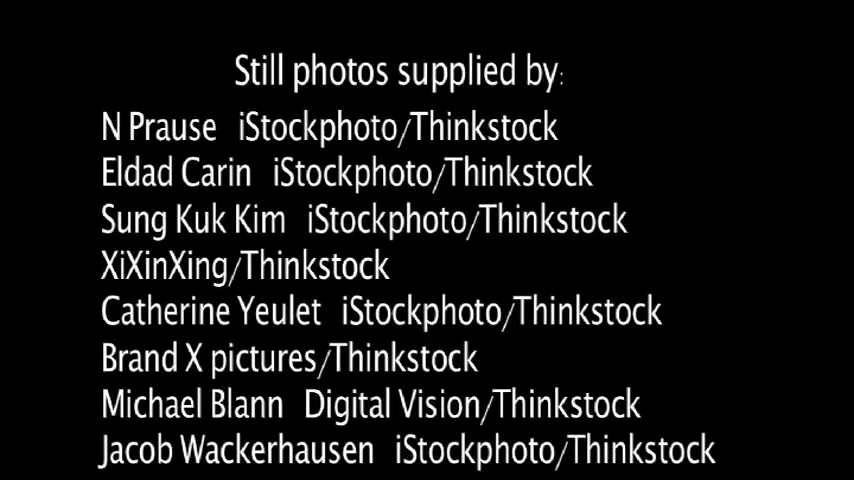 Still photos supplied by:
N Prause iStockphoto/Thinkstock
Eldad Carin iStockphoto/Thinkstock
Sung Kuk Kim iStockphoto/Thinkstock
XiXinXing/Thinkstock
Catherine Yeulet iStockphoto/Thinkstock
Brand X pictures/Thinkstock
Michael Blann Digital Vision/Thinkstock
Jacob Wackerhausen iStockphoto/Thinkstock